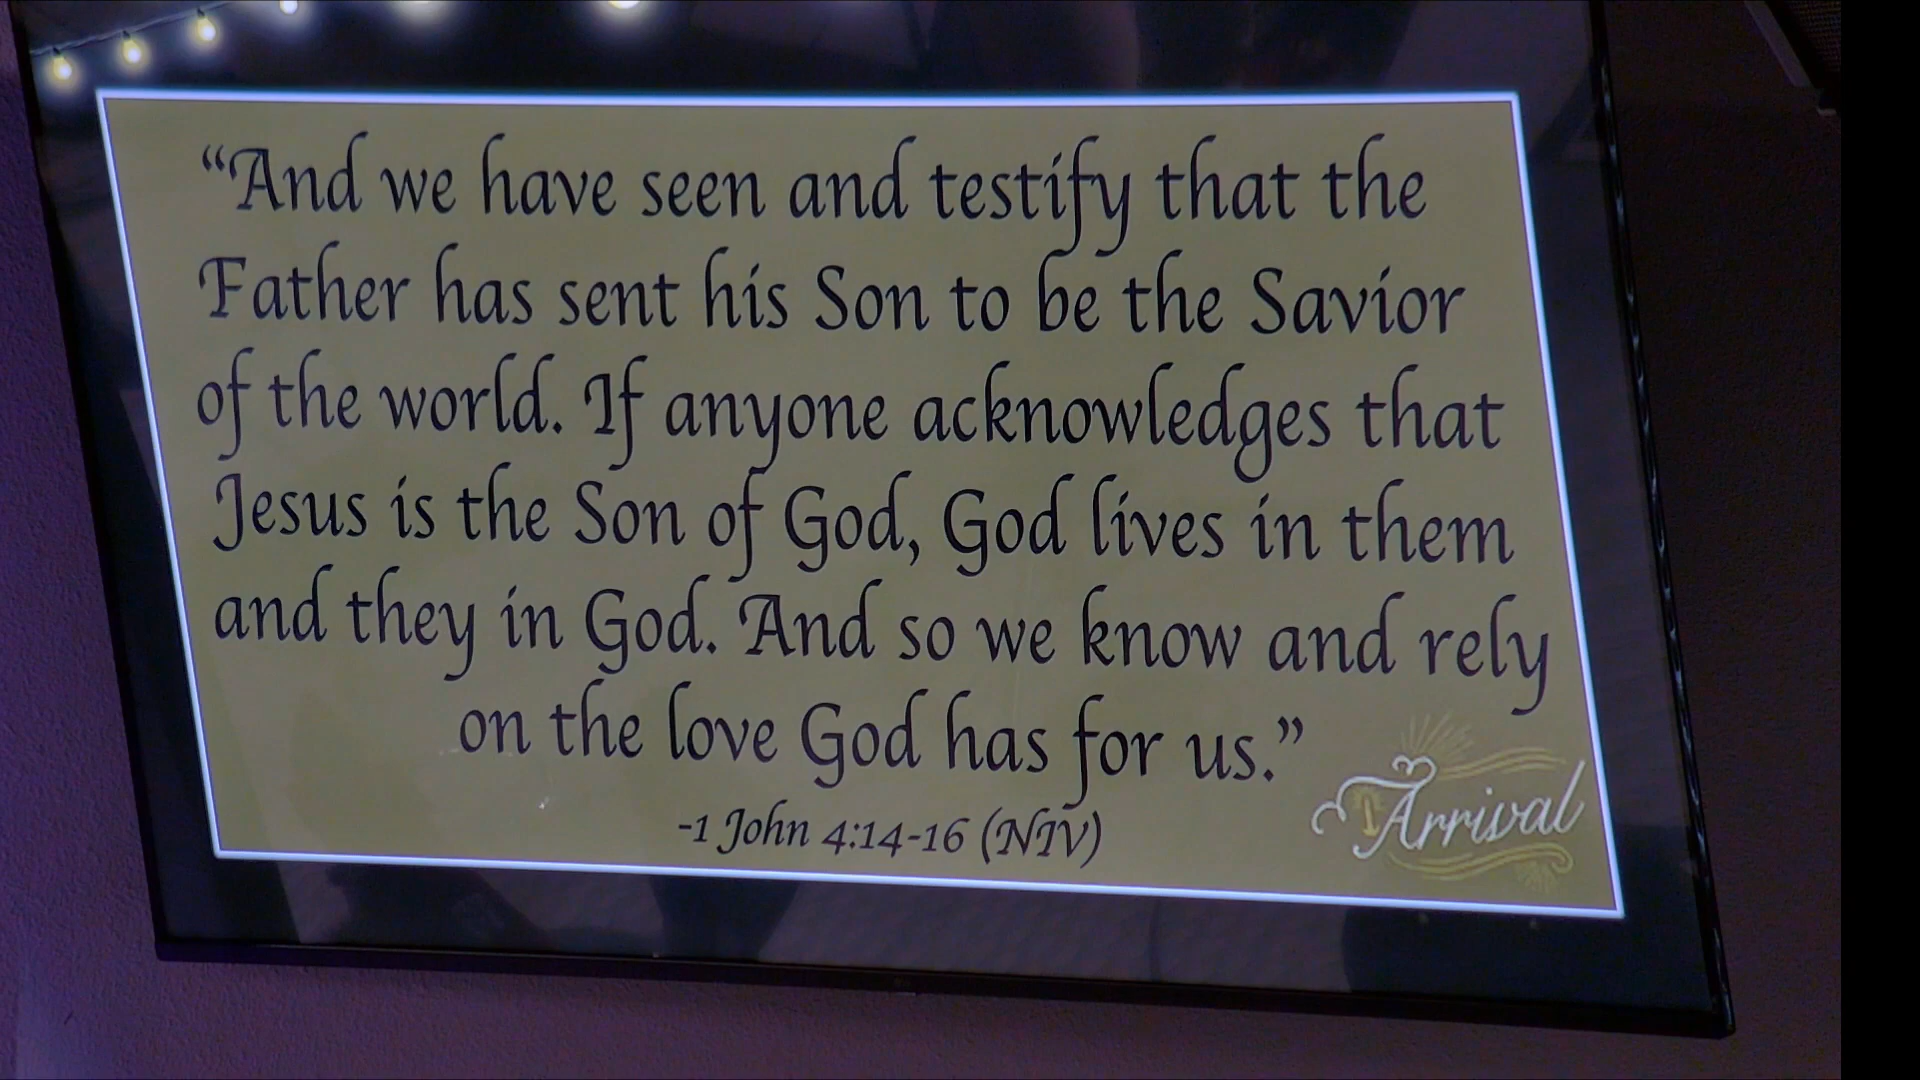 “And we have seen and testify that the
Father has sent his Son to be the Savior
of the world. If anyone acknowledges that
Jesus is the Son of God, God lives in them
and they in God. And so we know and rely
on the love God has for us.”
-1 John 4:14-16 (NIV)
Arrival